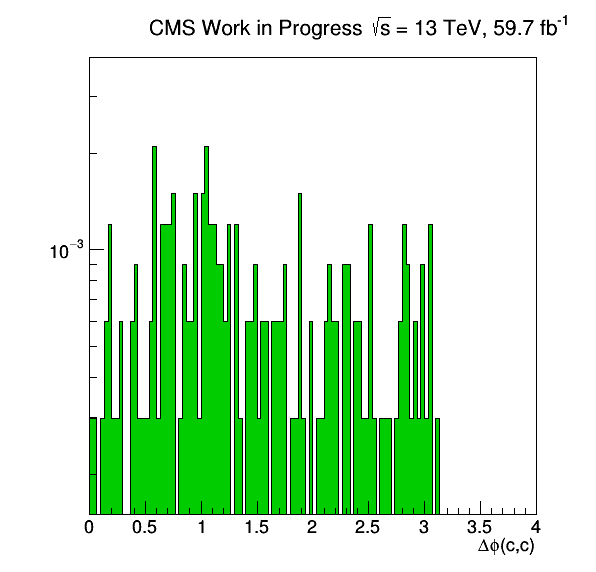 CMS Work in Progress √s = 13 TeV, 59.7 fb⁻¹
10⁻³
0 0.5 1 1.5 2 2.5 3 3.5 4
Δϕ(c,c)